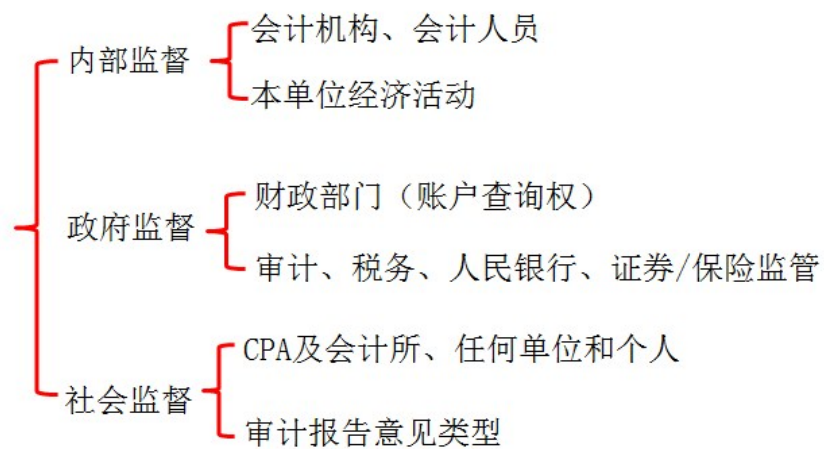 内部监督
会计机构、会计人员
本单位经济活动
政府监督
财政部门（账户查询权）
审计、税务、人民银行、证券/保险监管
社会监督
CPA及会计所、任何单位和个人
审计报告意见类型